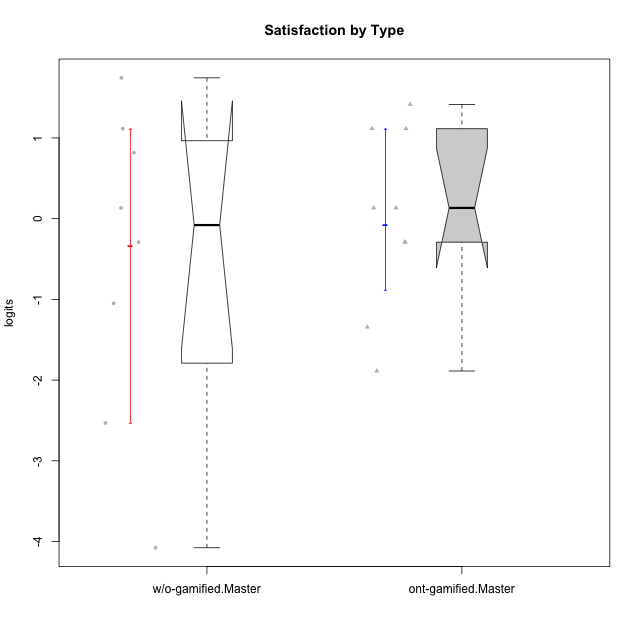 Satisfaction by Type
logits
1
0
-1
-2
-3
-4
w/o-gamified.Master
ont-gamified.Master